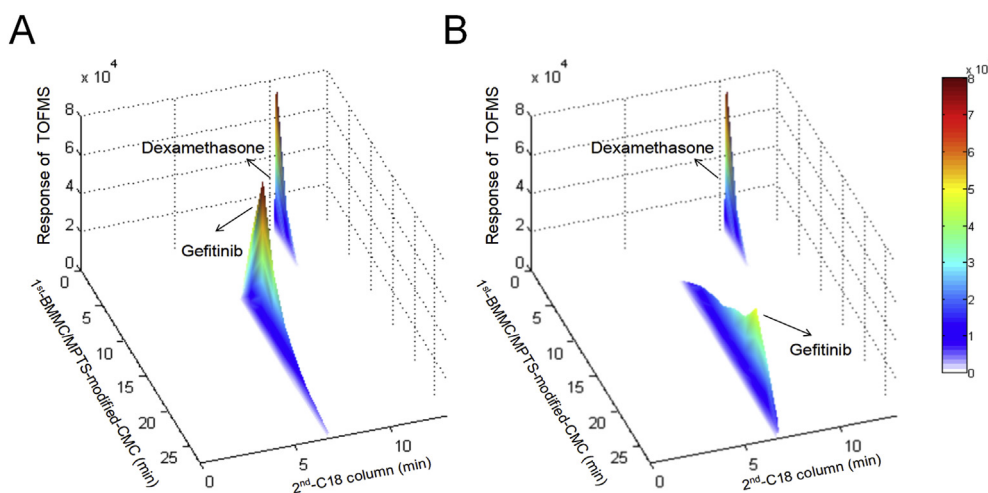 A
x 10 4
Response of TOFMS
8
6
4
2
0
Dexamethasone
Gefitinib
0
5
10
15
20
25
1st-BMMC/MPTS-modified-CMC (min)
0
5
10
2nd-C18 column (min)
B
x 10 4
Response of TOFMS
8
6
4
2
0
Dexamethasone
Gefitinib
0
5
10
15
20
25
1st-BMMC/MPTS-modified-CMC (min)
0
5
10
2nd-C18 column (min)
x 10
8
7
6
5
4
3
2
1
0